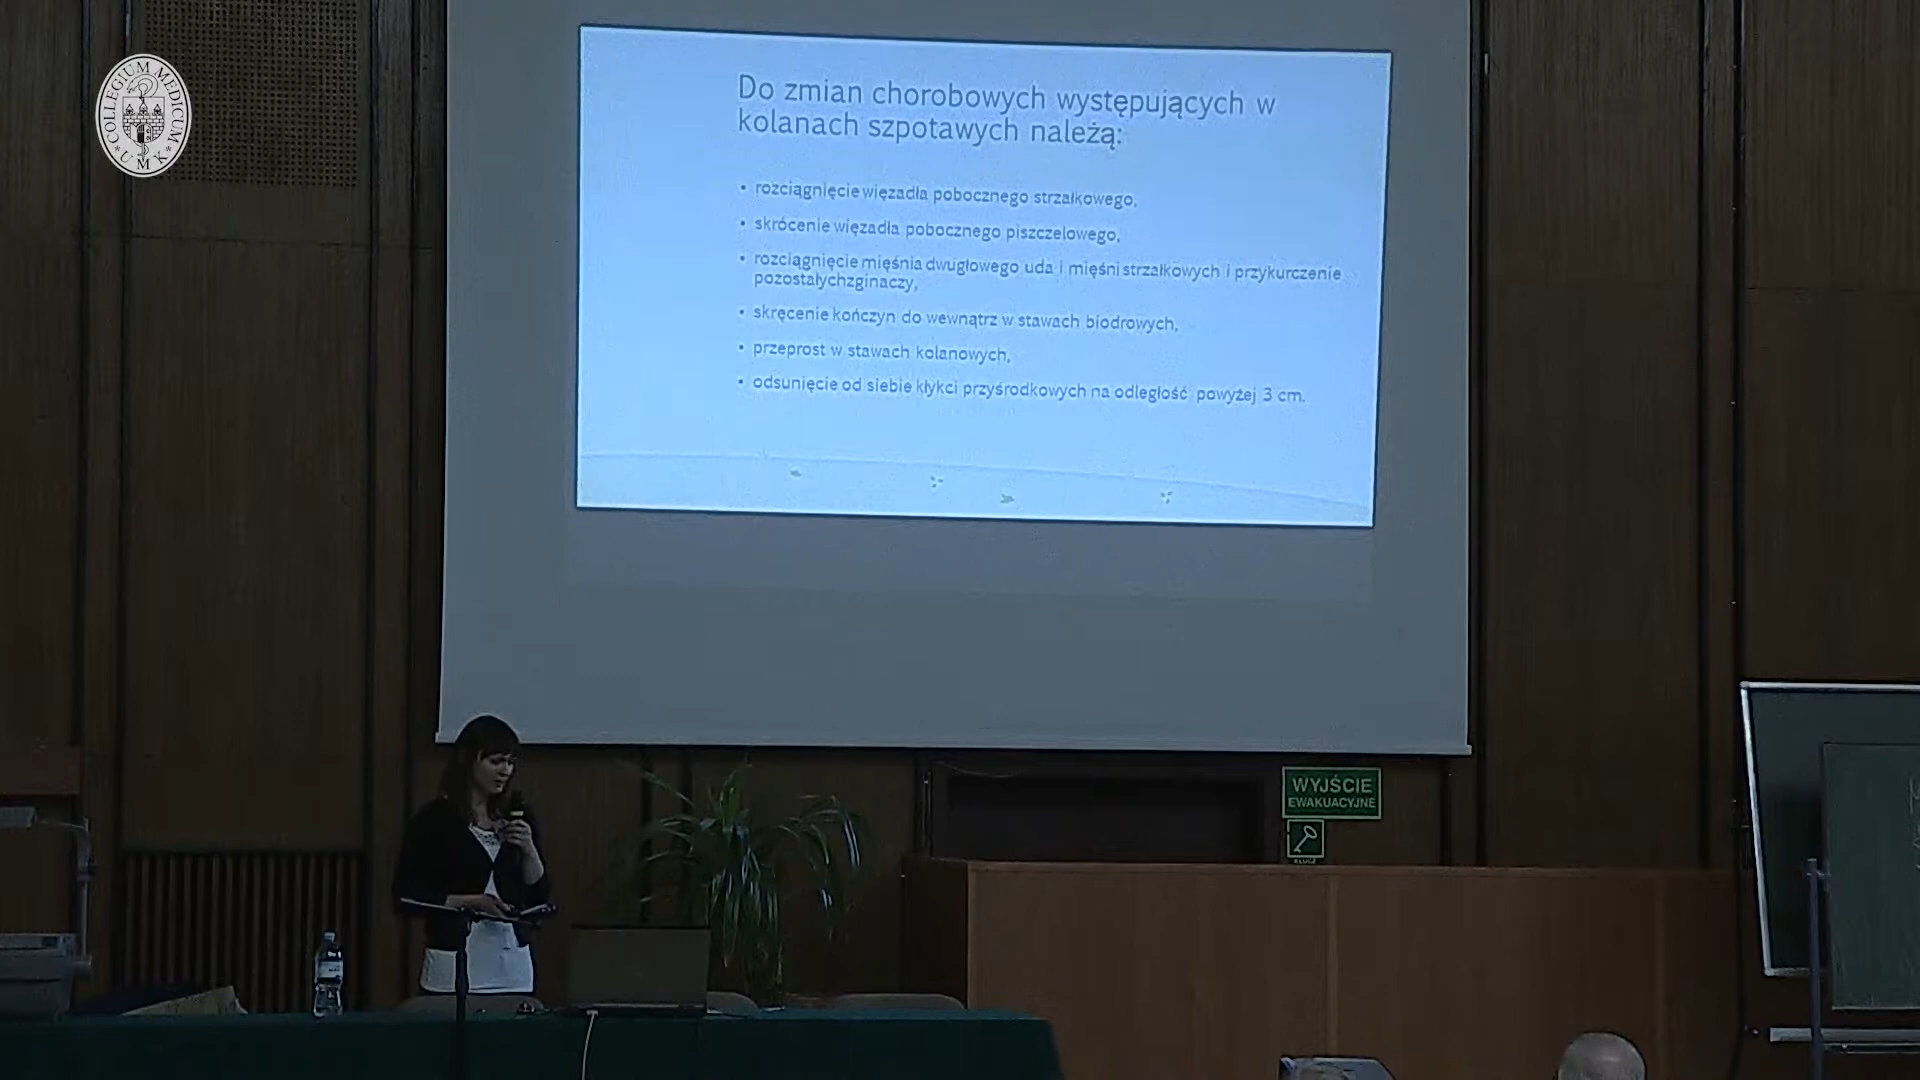 COLLEGIUM MEDICUM
* UMK *
Do zmian chorobowych występujących w
kolanach szpotawych należą:
• rozciągnięcie więzadła pobocznego strzałkowego,
• skrócenie więzadła pobocznego piszczelowego,
• rozciągnięcie mięśnia dwugłowego uda i mięśni strzałkowych i przykurczenie
pozostałychzginaczy,
• skręcenie kończyn do wewnątrz w stawach biodrowych,
• przeprost w stawach kolanowych,
• odsunięcie od siebie kłykci przyśrodkowych na odległość powyżej 3 cm.
WYJŚCIE
EWAKUACYJNE
KLUCZ